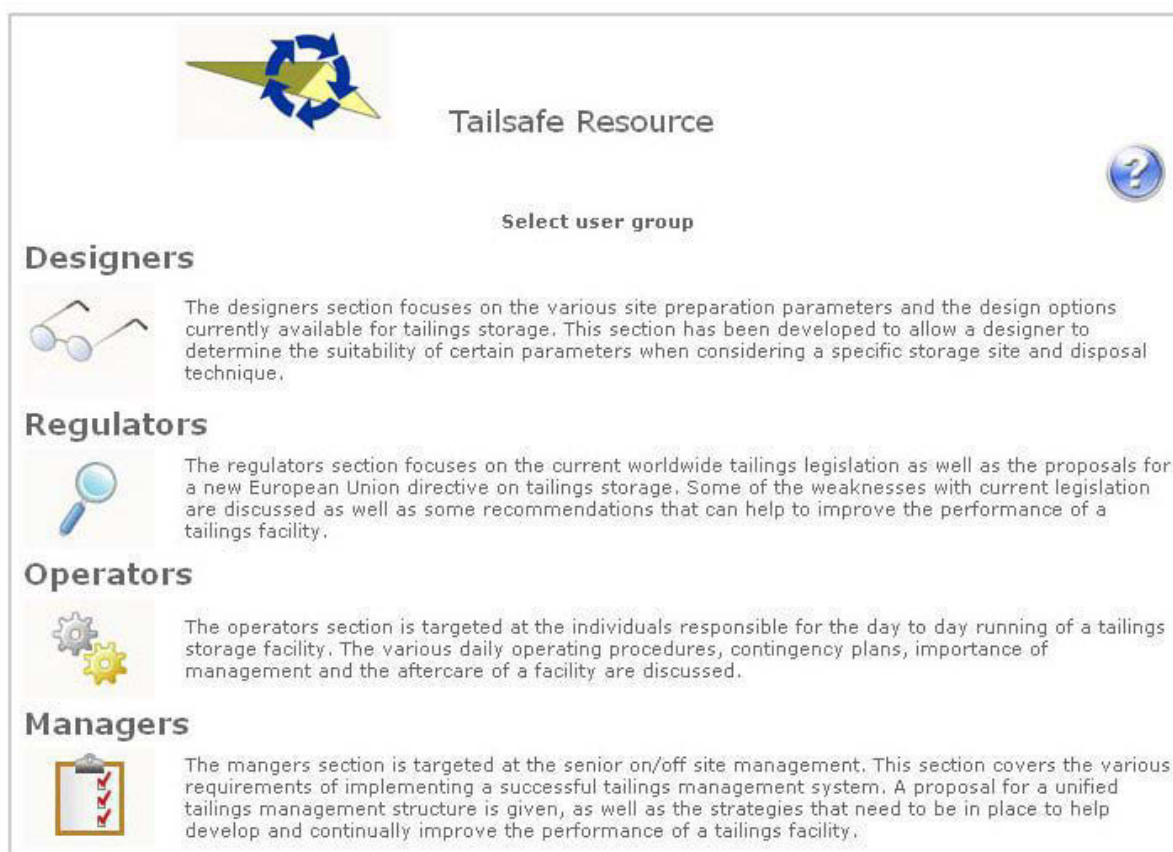 Tailsafe Resource
?
Select user group
Designers
The designers section focuses on the various site preparation parameters and the design options
currently available for tailings storage. This section has been developed to allow a designer to
determine the suitability of certain parameters when considering a specific storage site and disposal
technique.
Regulators
The regulators section focuses on the current worldwide tailings legislation as well as the proposals for
a new European Union directive on tailings storage. Some of the weaknesses with current legislation
are discussed as well as some recommendations that can help to improve the performance of a
tailings facility.
Operators
The operators section is targeted at the individuals responsible for the day to day running of a tailings
storage facility. The various daily operating procedures, contingency plans, importance of
management and the aftercare of a facility are discussed.
Managers
The mangers section is targeted at the senior on/off site management. This section covers the various
requirements of implementing a successful tailings management system. A proposal for a unified
tailings management structure is given, as well as the strategies that need to be in place to help
develop and continually improve the performance of a tailings facility.